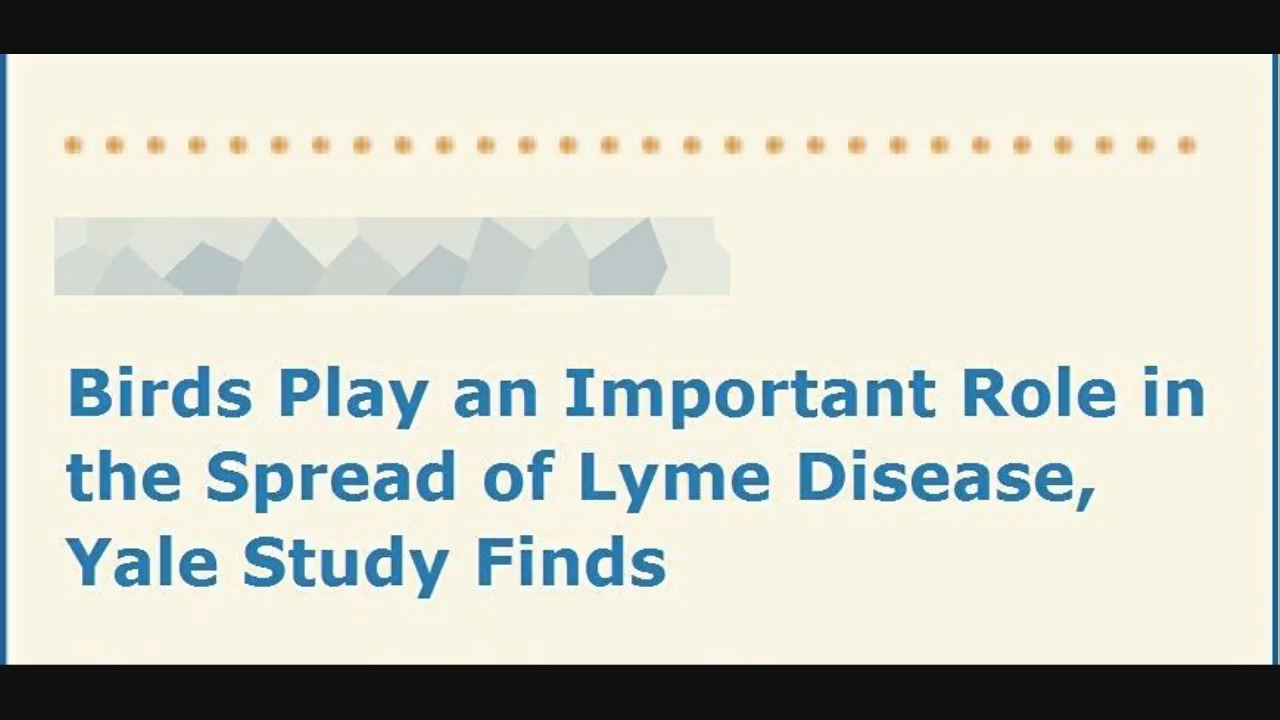 Birds Play an Important Role in
the Spread of Lyme Disease,
Yale Study Finds